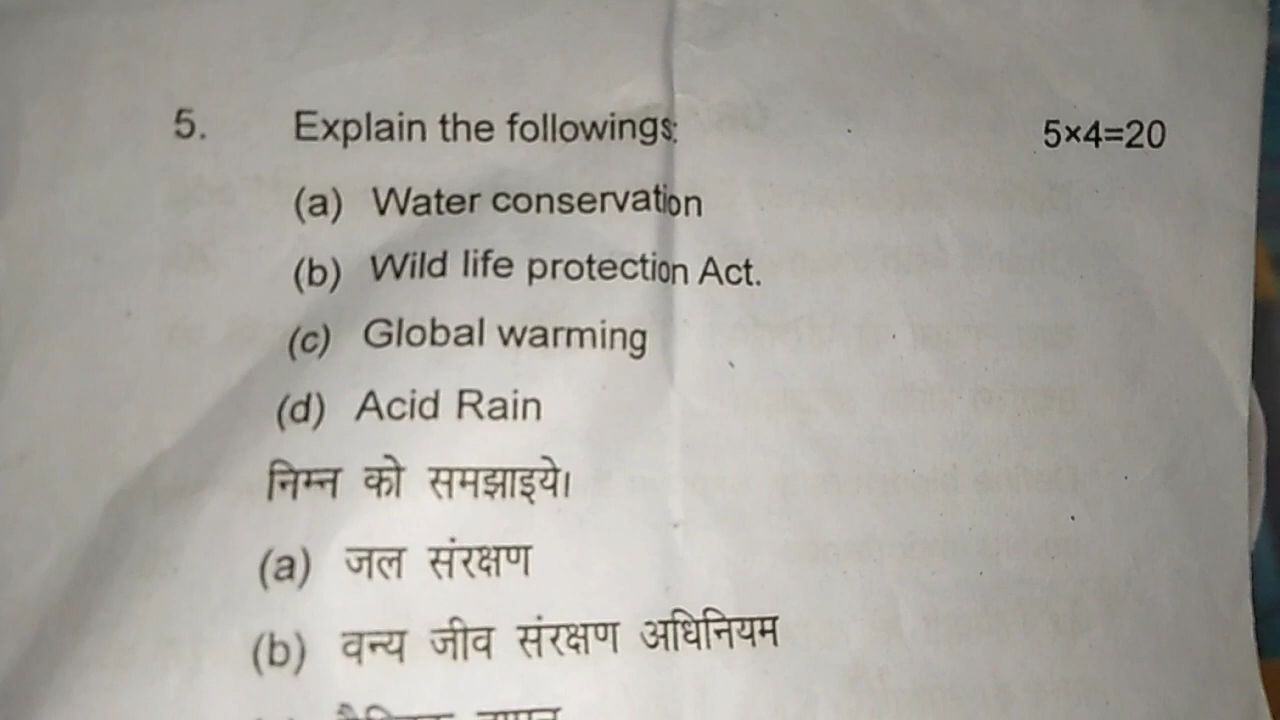 5. Explain the followings: 5×4=20
(a) Water conservation
(b) Wild life protection Act.
(c) Global warming
(d) Acid Rain
निम्न को समझाइये।
(a) जल संरक्षण
(b) वन्य जीव संरक्षण अधिनियम